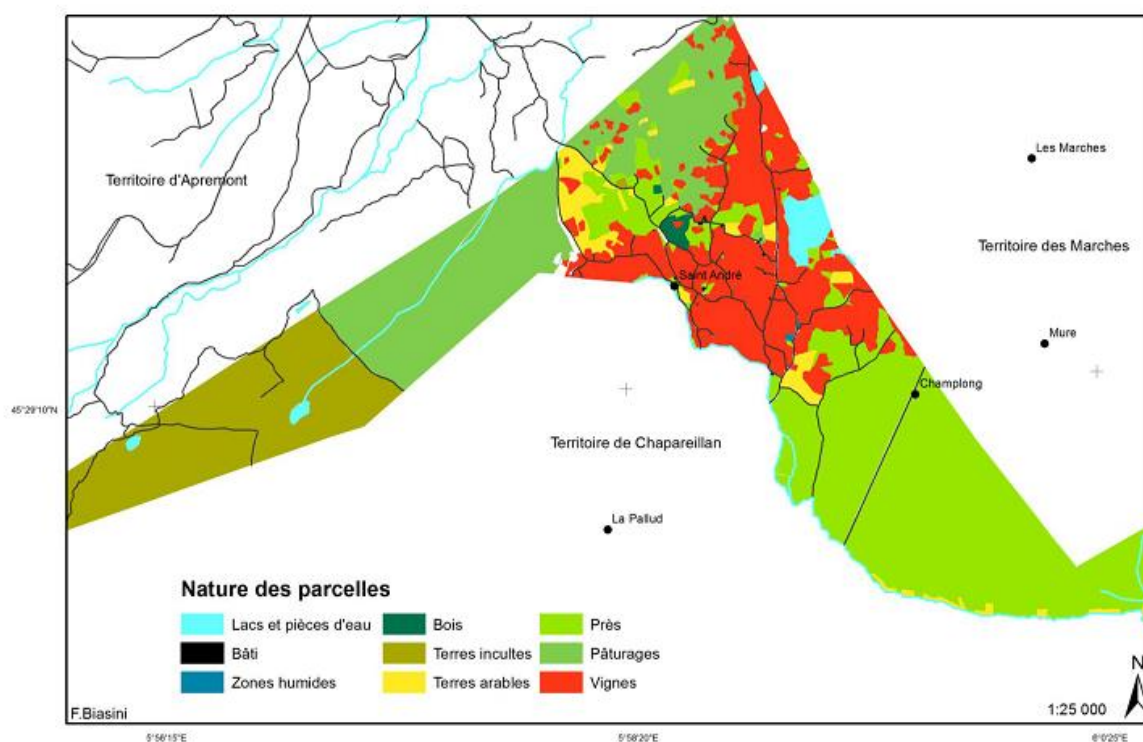 Les Marches
Territoire d'Apremont
Territoire des Marches
Saint André
Mure
Champlong
45°29'10"N
Territoire de Chapareillan
La Pallud
Nature des parcelles
Lacs et pièces d'eau
Bois
Près
Bâti
Terres incultes
Pâturages
Zones humides
Terres arables
Vignes
N
F.Biasini
1:25 000
5°56'15"E
5°58'20"E
6°0'25"E